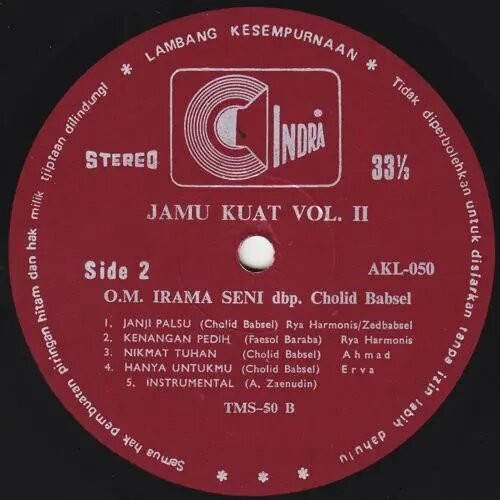 * LAMBANG KESEMPURNAAN *
Tidak diperbolehkan untuk disiarkan tanpa izin lebih dahulu
Semua hak pembuatan piringan hitam dan hak milik tjiptaan dilindungi
INDRA
STEREO
33⅓
JAMU KUAT VOL. II
Side 2
AKL-050
O.M. IRAMA SENI dbp. Cholid Babsel
1. JANJI PALSU (Cholid Babsel) Rya Harmonis/Zedbabsel
2. KENANGAN PEDIH (Faesol Baraba) Rya Harmonis
3. NIKMAT TUHAN (Cholid Babsel) Ahmad
4. HANYA UNTUKMU (Cholid Babsel) Erva
5. INSTRUMENTAL (A. Zaenudin)
TMS-50 B
* * *